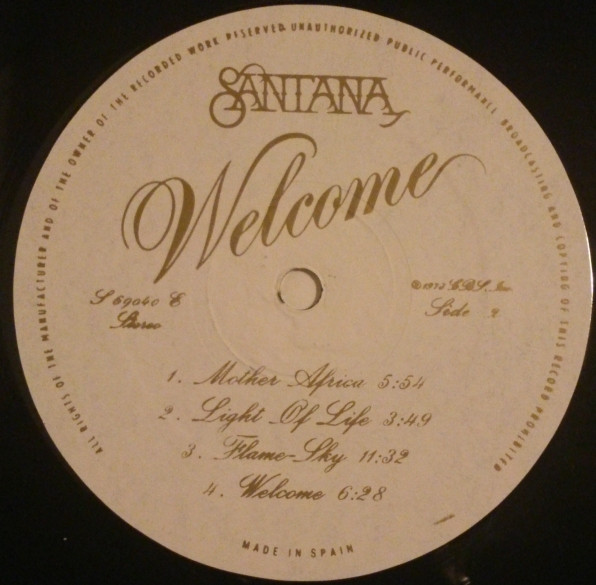 ALL RIGHTS OF THE MANUFACTURER AND OF THE OWNER OF THE RECORDED WORK RESERVED UNAUTHORIZED PUBLIC PERFORMANCE BROADCASTING AND COPYING OF THIS RECORD PROHIBITED
SANTANA
Welcome
S 69040 E
Stereo
℗ 1973 C.B.S. Inc.
Side 2
1. Mother Africa 5:54
2. Light Of Life 3:49
3. Flame-Sky 11:32
4. Welcome 6:28
MADE IN SPAIN